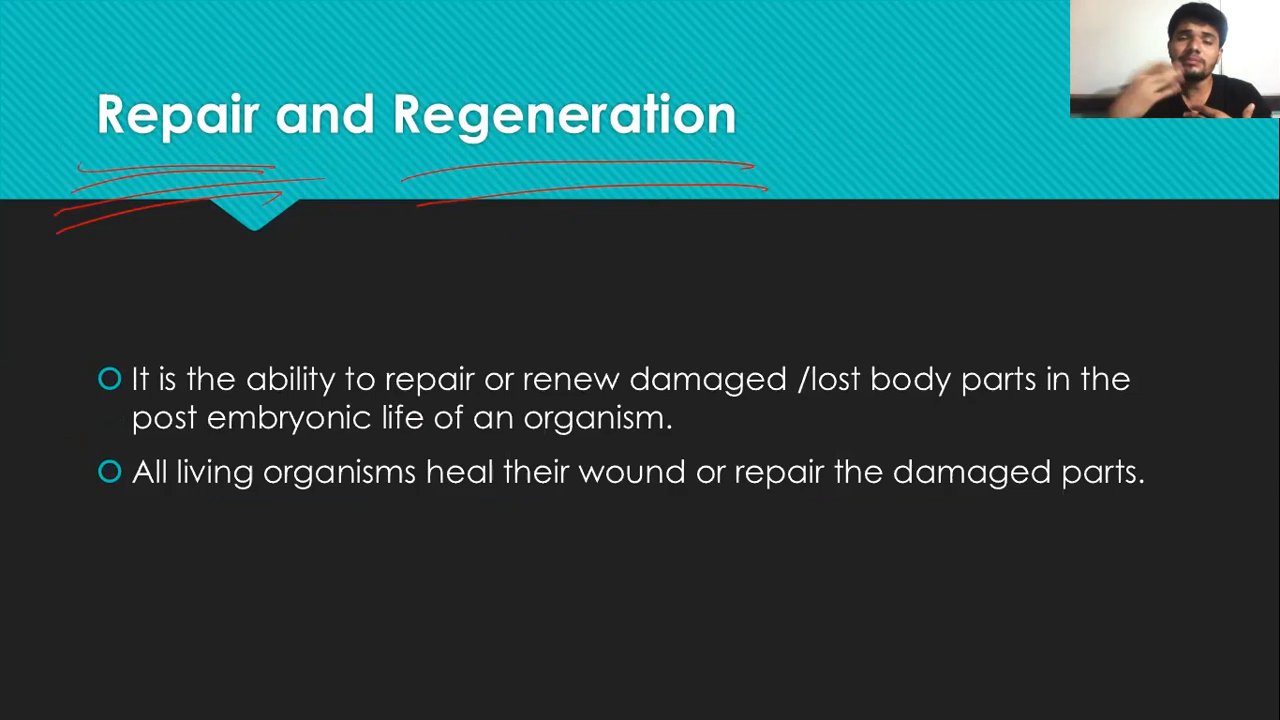 Repair and Regeneration
It is the ability to repair or renew damaged /lost body parts in the
post embryonic life of an organism.
All living organisms heal their wound or repair the damaged parts.